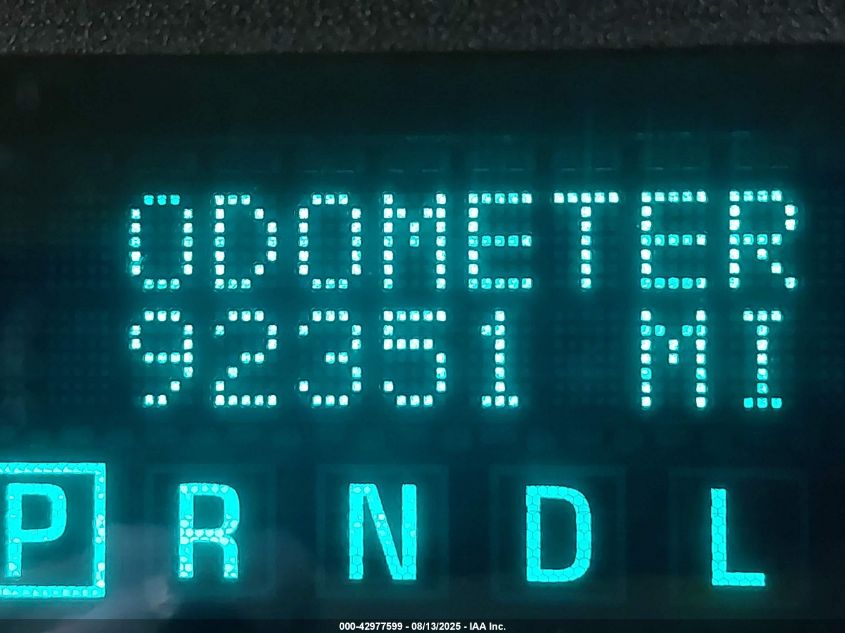 ODOMETER
92351 MI
P R N D L
000-42977599 - 08/13/2025 - IAA Inc.